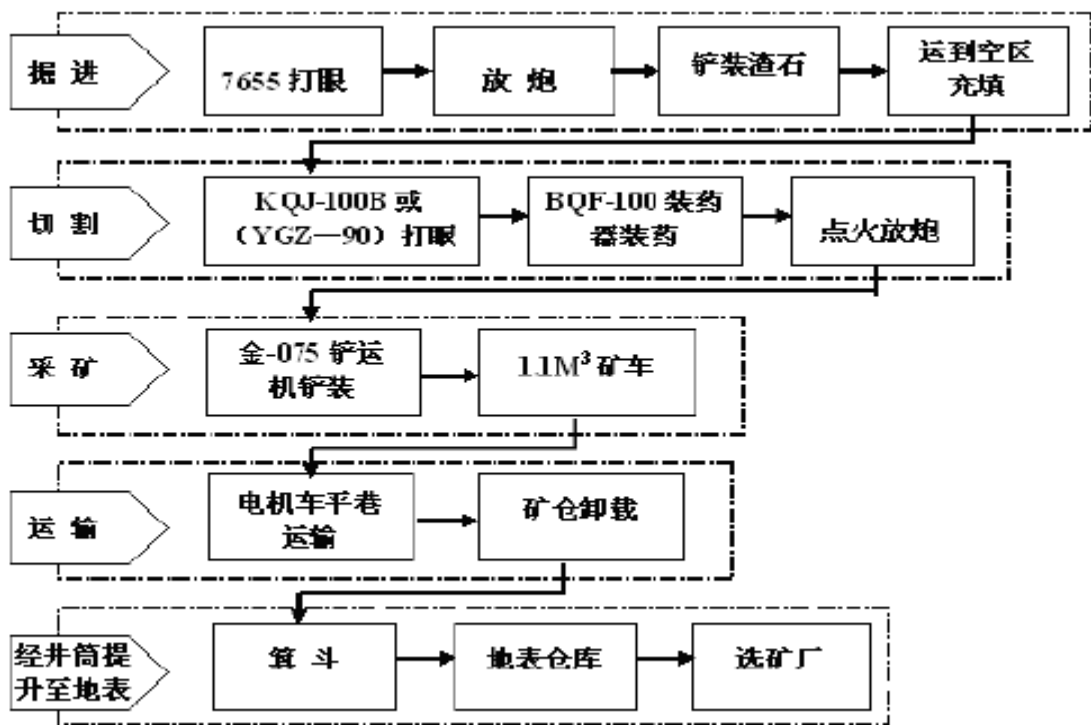 掘 进
7655 打眼
放 炮
铲装渣石
运到空区
充填
切 割
KQJ-100B 或
（YGZ—90）打眼
BQF-100 装药
器装药
点火放炮
采 矿
金-075 铲运
机铲装
1.1M³ 矿车
运 输
电机车平巷
运输
矿仓卸载
经井筒提
升至地表
箕 斗
地表仓库
选矿厂